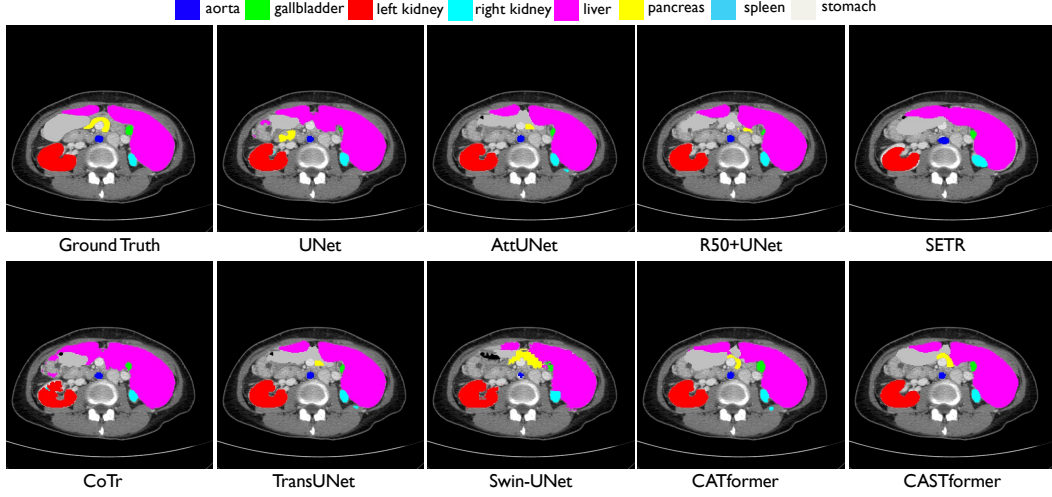 aorta gallbladder left kidney right kidney liver pancreas spleen stomach
Ground Truth UNet AttUNet R50+UNet SETR
CoTr TransUNet Swin-UNet CATformer CASTformer